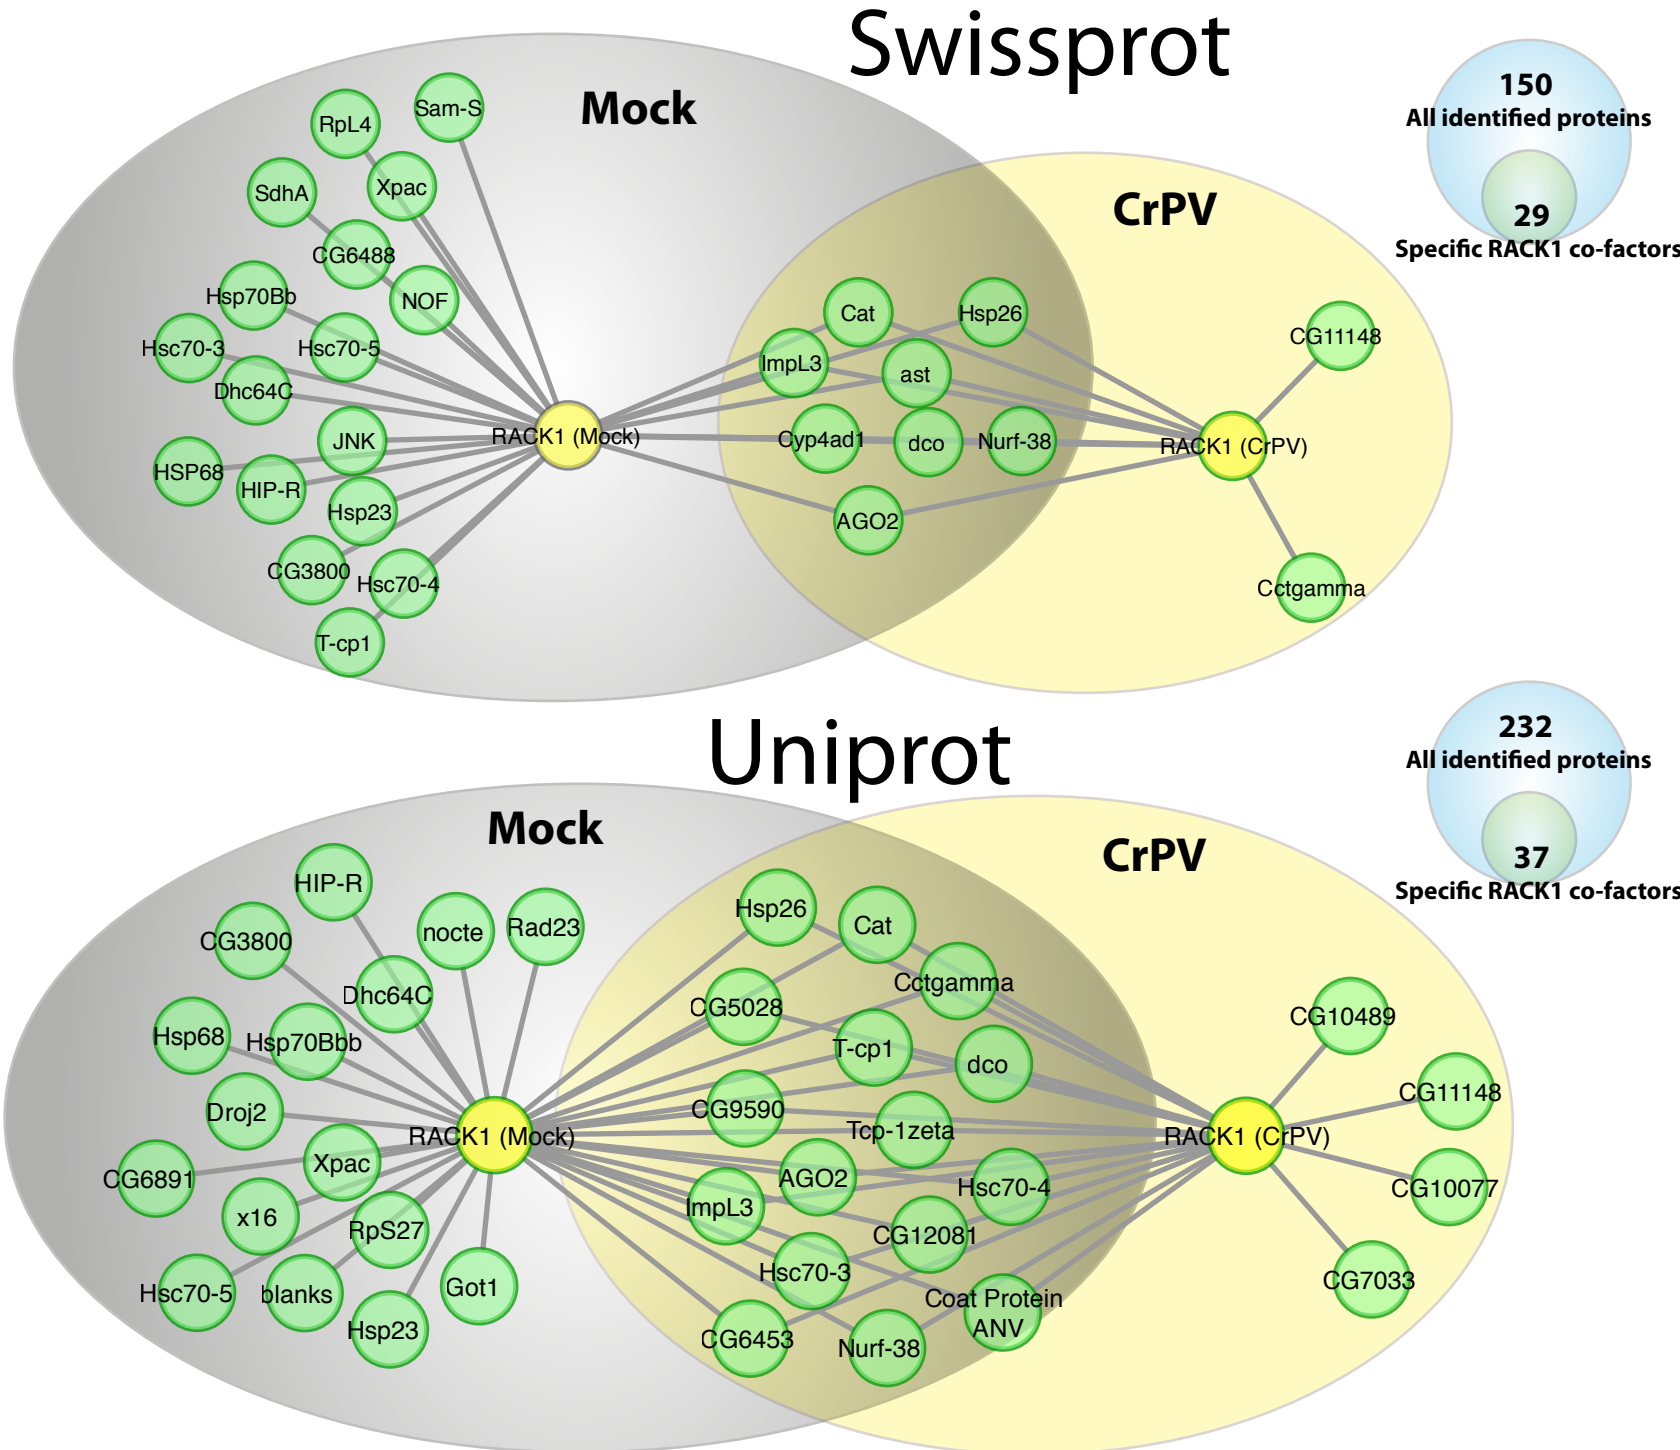 Swissprot
Mock
CrPV
150
All identified proteins
29
Specific RACK1 co-factors
RpL4
Sam-S
SdhA
Xpac
CG6488
Hsp70Bb
NOF
Hsc70-3
Hsc70-5
Dhc64C
JNK
RACK1 (Mock)
HSP68
HIP-R
Hsp23
CG3800
Hsc70-4
T-cp1
Cat
Hsp26
ImpL3
ast
Cyp4ad1
dco
Nurf-38
AGO2
CG11148
RACK1 (CrPV)
Cctgamma
Uniprot
Mock
CrPV
232
All identified proteins
37
Specific RACK1 co-factors
HIP-R
CG3800
nocte
Rad23
Dhc64C
Hsp68
Hsp70Bbb
Droj2
RACK1 (Mock)
CG6891
Xpac
x16
RpS27
Hsc70-5
blanks
Got1
Hsp23
Hsp26
Cat
CG5028
Cctgamma
T-cp1
dco
CG9590
Tcp-1zeta
AGO2
Hsc70-4
ImpL3
CG12081
Hsc70-3
Coat Protein
ANV
CG6453
Nurf-38
CG10489
CG11148
RACK1 (CrPV)
CG10077
CG7033